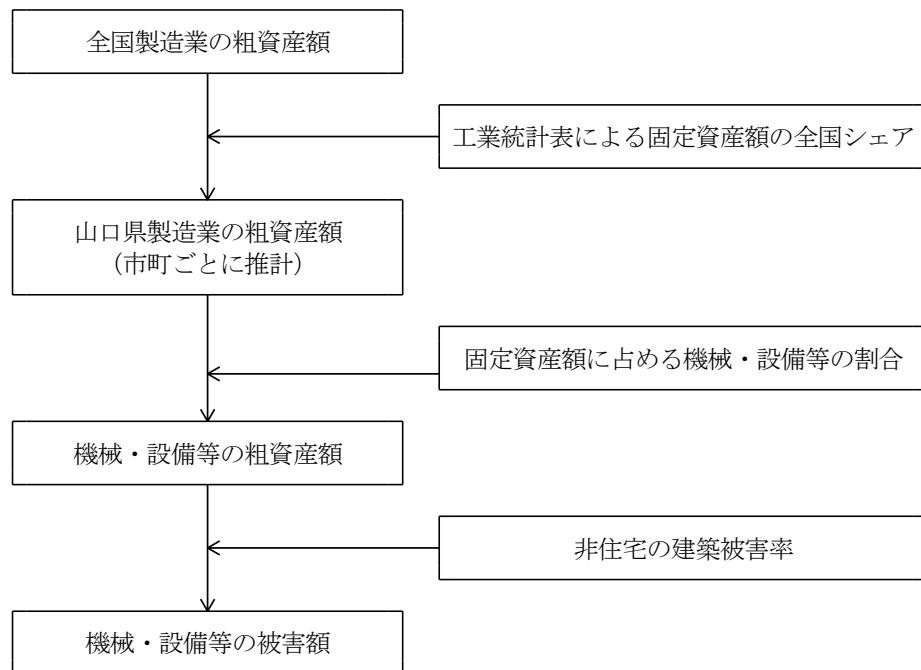 全国製造業の粗資産額
工業統計表による固定資産額の全国シェア
山口県製造業の粗資産額
（市町ごとに推計）
固定資産額に占める機械・設備等の割合
機械・設備等の粗資産額
非住宅の建築被害率
機械・設備等の被害額